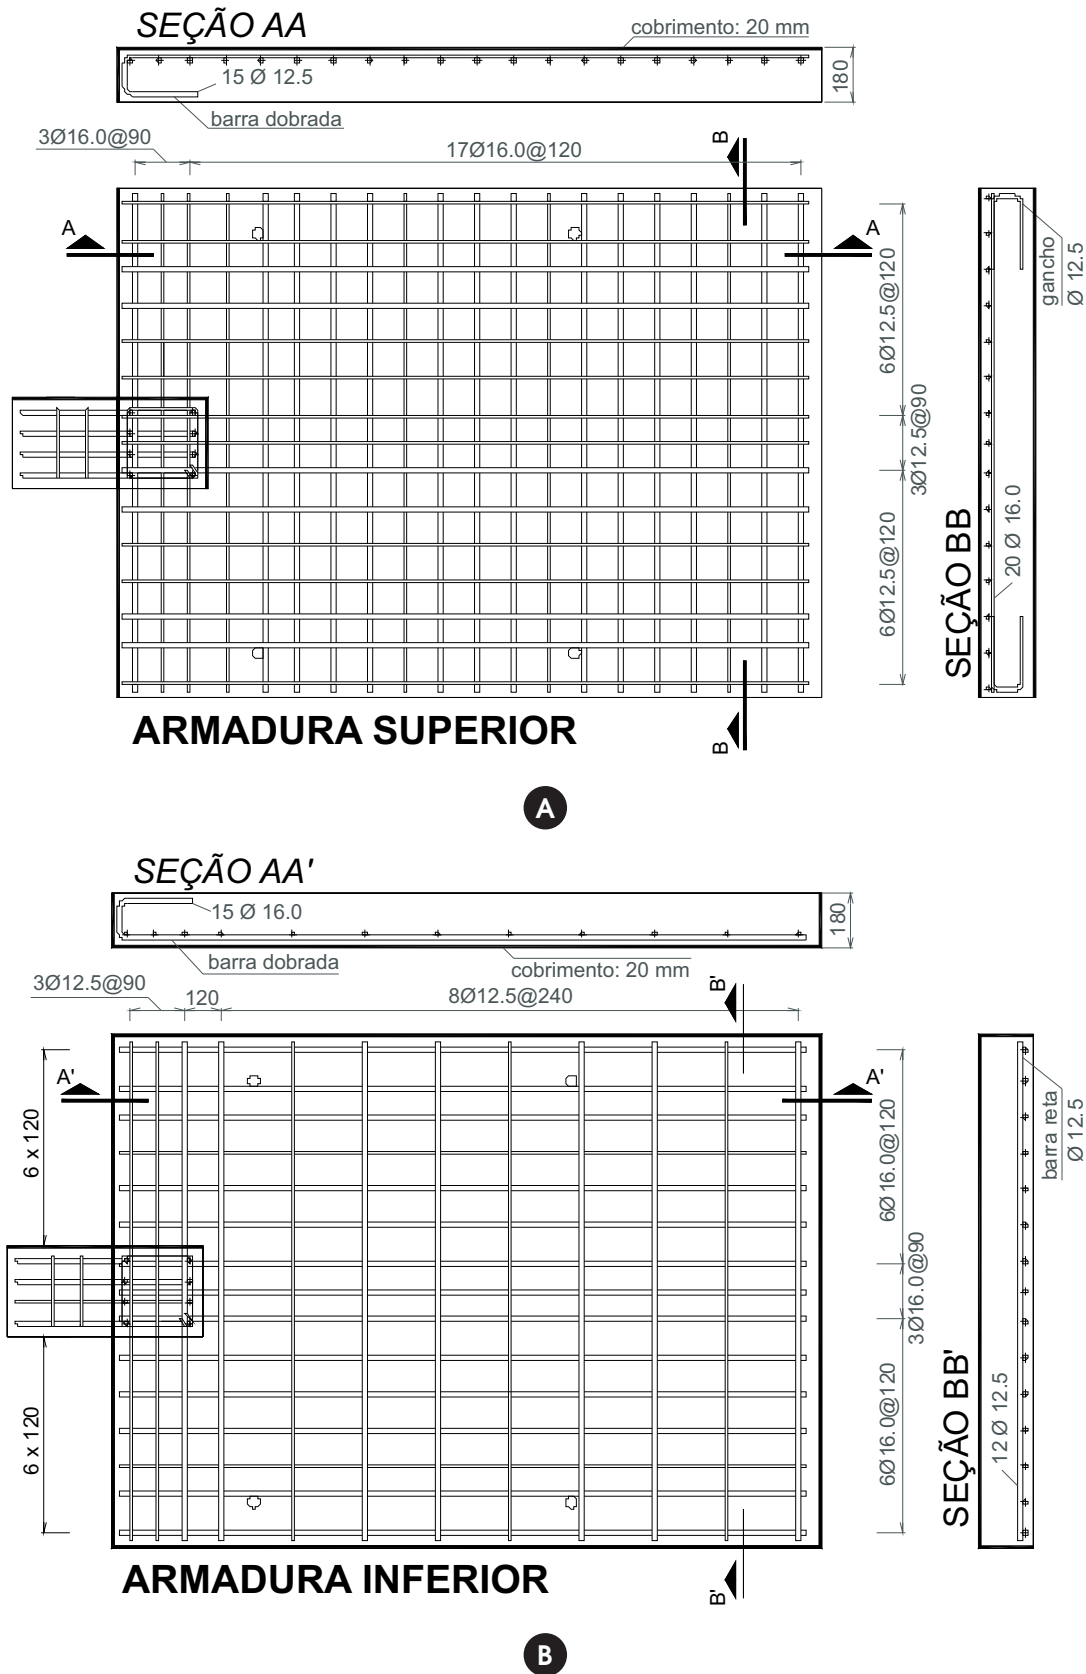 SEÇÃO AA
cobrimento: 20 mm
15 Ø 12.5
180
barra dobrada
3Ø16.0@90
17Ø16.0@120
B
A
A
6Ø12.5@120
3Ø12.5@90
6Ø12.5@120
gancho
Ø 12.5
20 Ø 16.0
SEÇÃO BB
B
ARMADURA SUPERIOR
A
SEÇÃO AA'
15 Ø 16.0
180
barra dobrada
cobrimento: 20 mm
3Ø12.5@90
120
8Ø12.5@240
B'
A'
A'
6 x 120
6 x 120
6Ø16.0@120
3Ø16.0@90
6Ø16.0@120
barra reta
Ø 12.5
12 Ø 12.5
SEÇÃO BB'
B'
ARMADURA INFERIOR
B